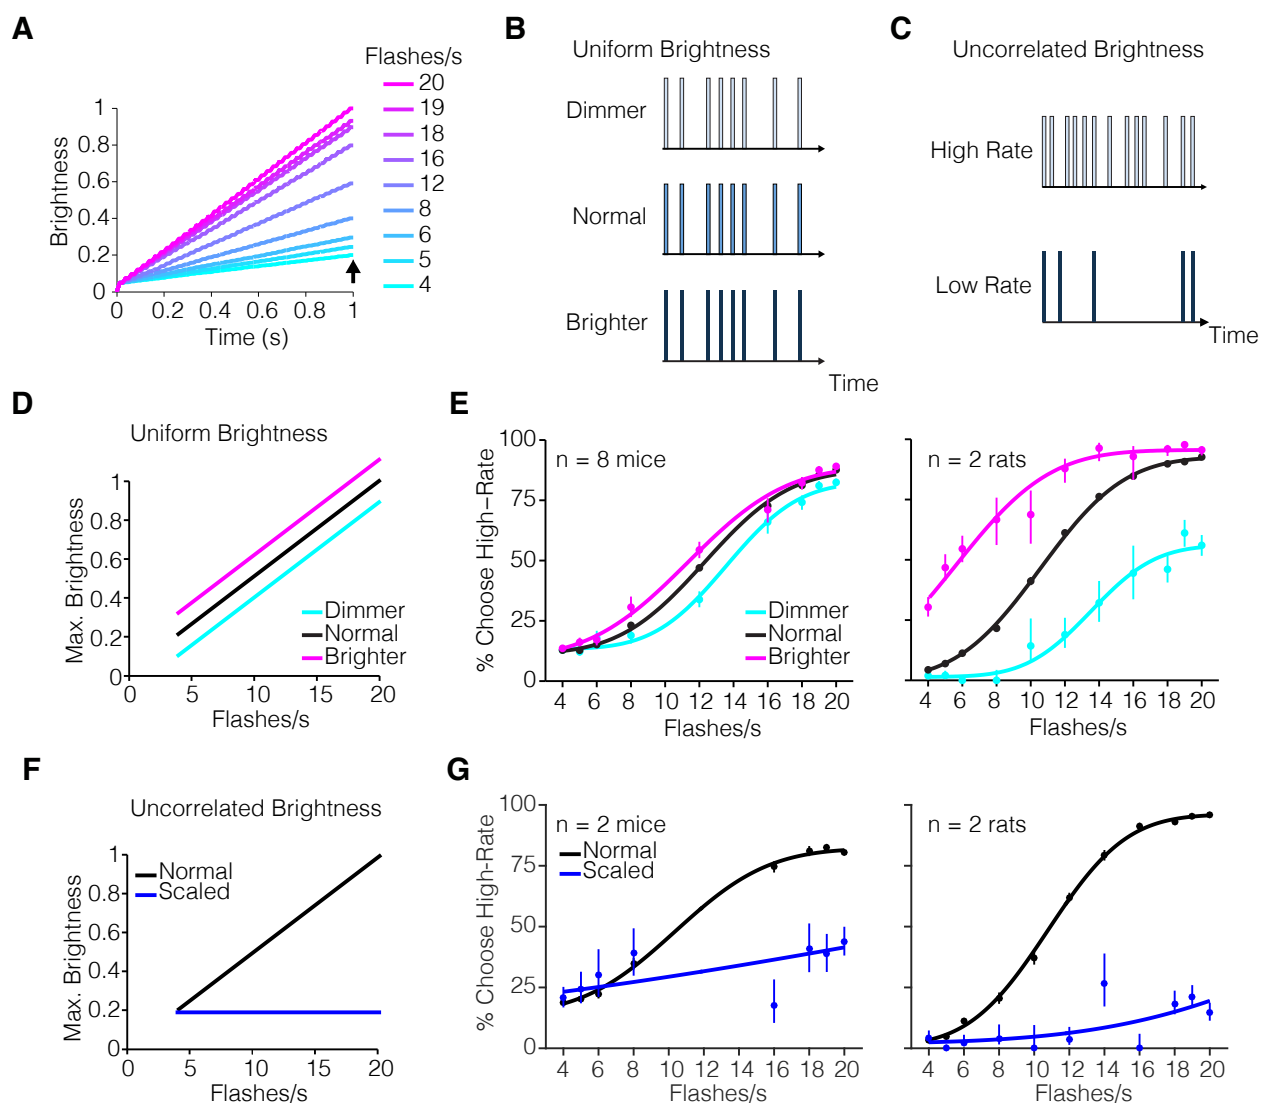 A
Flashes/s
20
19
18
16
12
8
6
5
4
Brightness
1
0.8
0.6
0.4
0.2
0
0 0.2 0.4 0.6 0.8 1
Time (s)
B
Uniform Brightness
Dimmer
Normal
Brighter
Time
C
Uncorrelated Brightness
High Rate
Low Rate
Time
D
Uniform Brightness
Max. Brightness
1
0.8
0.6
0.4
0.2
0
Dimmer
Normal
Brighter
0 5 10 15 20
Flashes/s
E
% Choose High–Rate
100
75
50
25
0
n = 8 mice
Dimmer
Normal
Brighter
4 6 8 10 12 14 16 18 20
Flashes/s
n = 2 rats
4 6 8 10 12 14 16 18 20
Flashes/s
F
Uncorrelated Brightness
Max. Brightness
1
0.8
0.6
0.4
0.2
0
Normal
Scaled
0 5 10 15 20
Flashes/s
G
% Choose High-Rate
100
75
50
25
0
n = 2 mice
Normal
Scaled
4 6 8 10 12 14 16 18 20
Flashes/s
n = 2 rats
4 6 8 10 12 14 16 18 20
Flashes/s